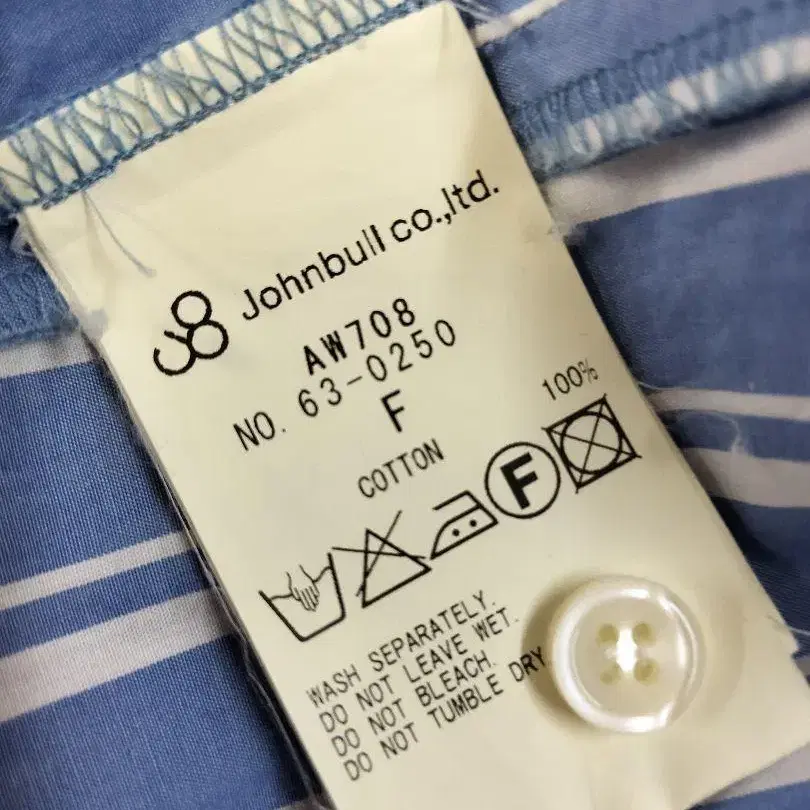 Johnbull co.,ltd.
AW708
NO. 63-0250
F
COTTON 100%
F
WASH SEPARATELY.
DO NOT LEAVE WET.
DO NOT BLEACH.
DO NOT TUMBLE DRY